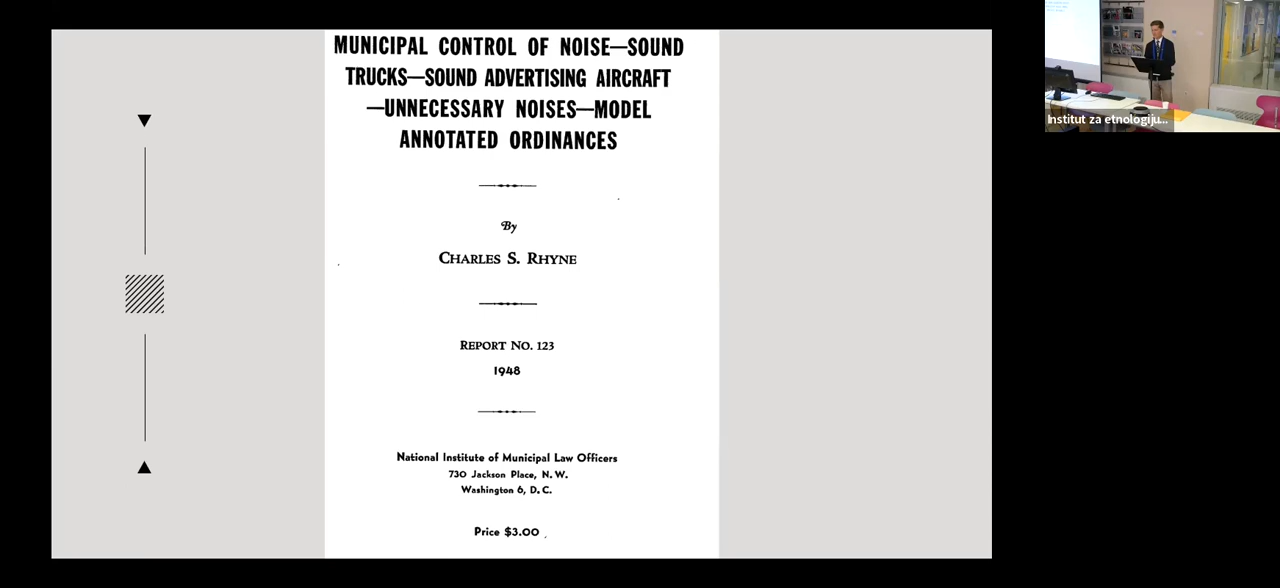 MUNICIPAL CONTROL OF NOISE—SOUND
TRUCKS—SOUND ADVERTISING AIRCRAFT
—UNNECESSARY NOISES—MODEL
ANNOTATED ORDINANCES
By
CHARLES S. RHYNE
REPORT NO. 123
1948
National Institute of Municipal Law Officers
730 Jackson Place, N. W.
Washington 6, D. C.
Price $3.00
Institut za etnologiju...